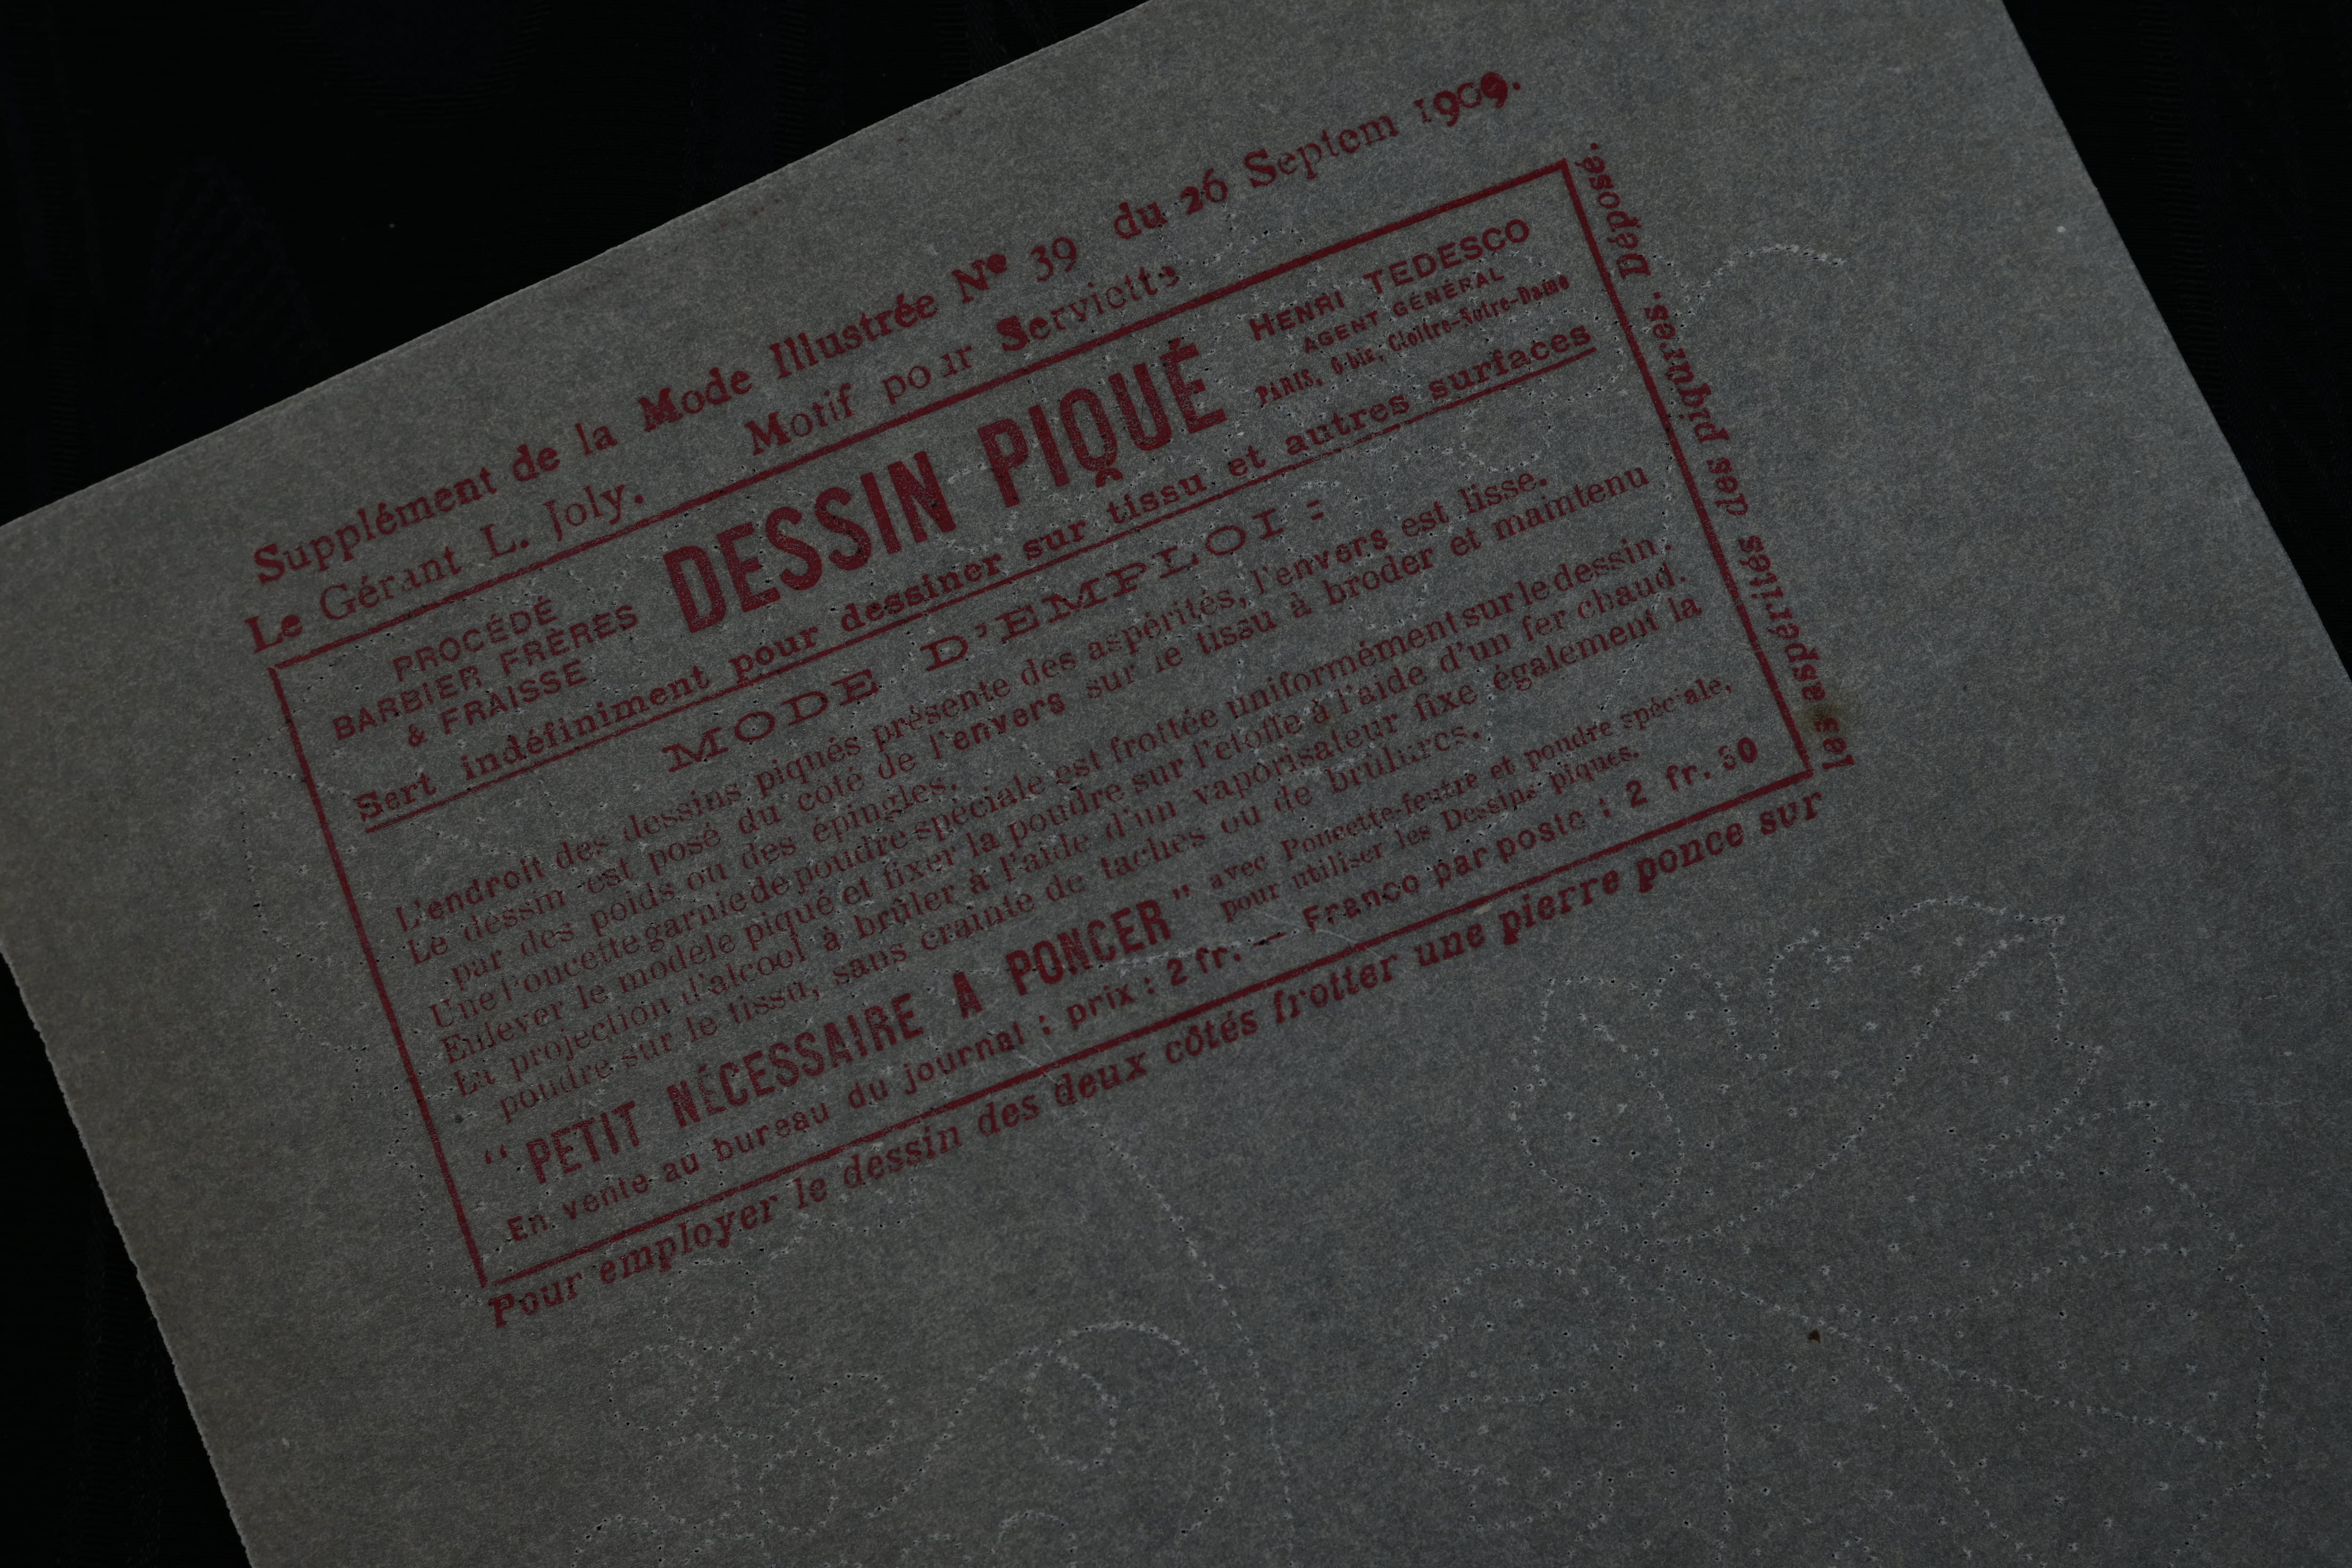 Supplément de la Mode Illustrée Nº 39 du 26 Septem 1909.
Le Gérant L. Joly. Motif pour Serviette
PROCÉDÉ
BARBIER FRÈRES
& FRAISSE
DESSIN PIQUÉ
HENRI TEDESCO
AGENT GÉNÉRAL
PARIS, 6 bis, Cloître-Notre-Dame
Sert indéfiniment pour dessiner sur tissu et autres surfaces
MODE D'EMPLOI :
L'endroit des dessins piqués présente des aspérités, l'envers est lisse.
Le dessin est posé du coté de l'envers sur le tissu à broder et maintenu
par des poids ou des épingles.
Une Poncette garnie de poudre spéciale est frottée uniformément sur le dessin.
Enlever le modèle piqué et fixer la poudre sur l'étoffe à l'aide d'un fer chaud.
La projection d'alcool à brûler à l'aide d'un vaporisateur fixe également la
poudre sur le tissu, sans crainte de taches ou de brûlures.
“ PETIT NÉCESSAIRE A PONCER ” avec Poncette-feutre et poudre spéciale,
pour utiliser les Dessins piqués.
En vente au bureau du journal : prix : 2 fr. — Franco par poste : 2 fr. 30
Pour employer le dessin des deux côtés frotter une pierre ponce sur
les aspérités des piqures. Déposé.